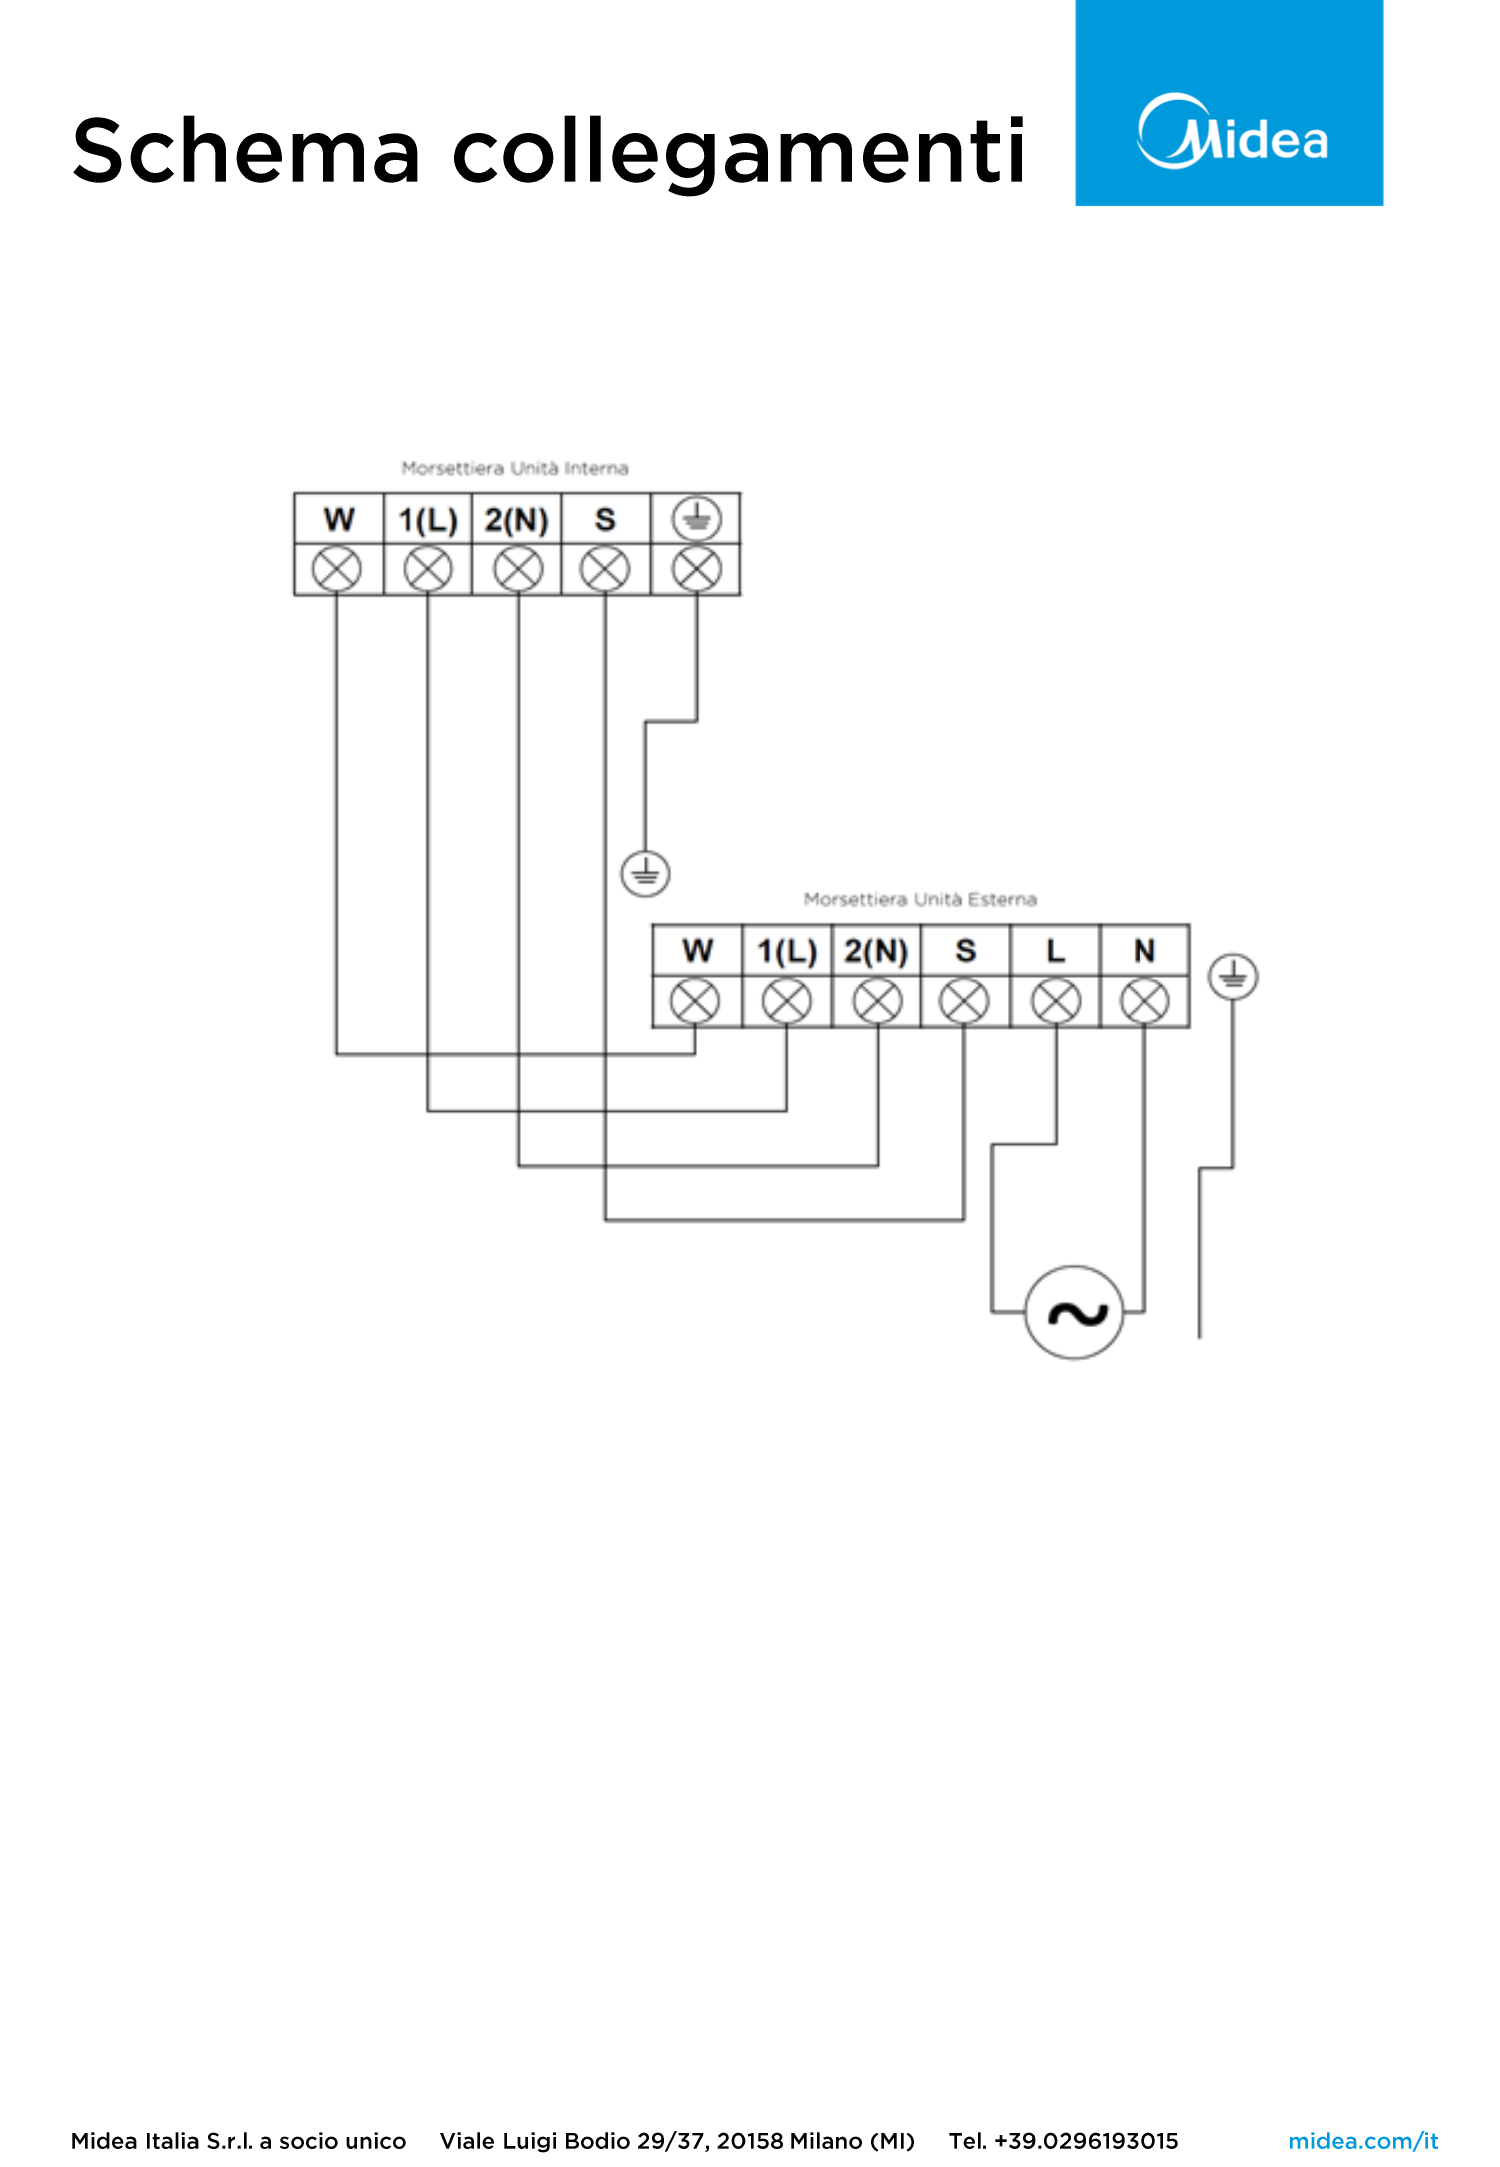 Schema collegamenti
Midea
Morsettiera Unità Interna
W 1(L) 2(N) S
Morsettiera Unità Esterna
W 1(L) 2(N) S L N
Midea Italia S.r.l. a socio unico Viale Luigi Bodio 29/37, 20158 Milano (MI) Tel. +39.0296193015 midea.com/it